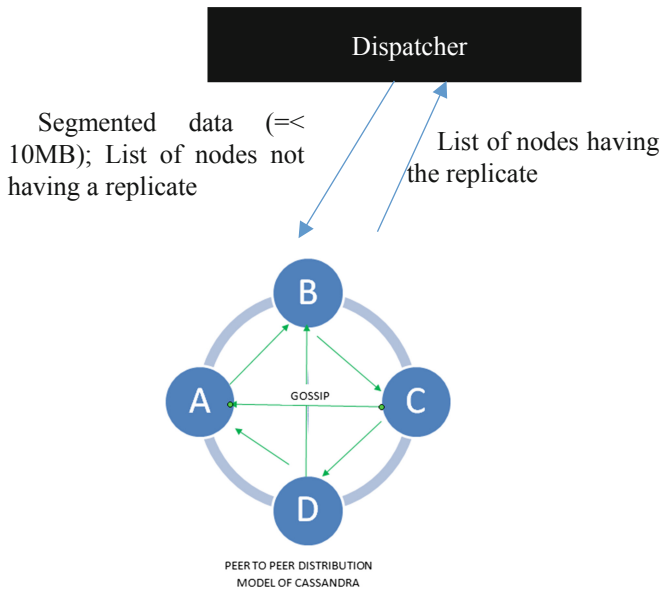 Dispatcher
Segmented data (=<
10MB); List of nodes not
having a replicate
List of nodes having
the replicate
B
A
GOSSIP
C
D
PEER TO PEER DISTRIBUTION
MODEL OF CASSANDRA